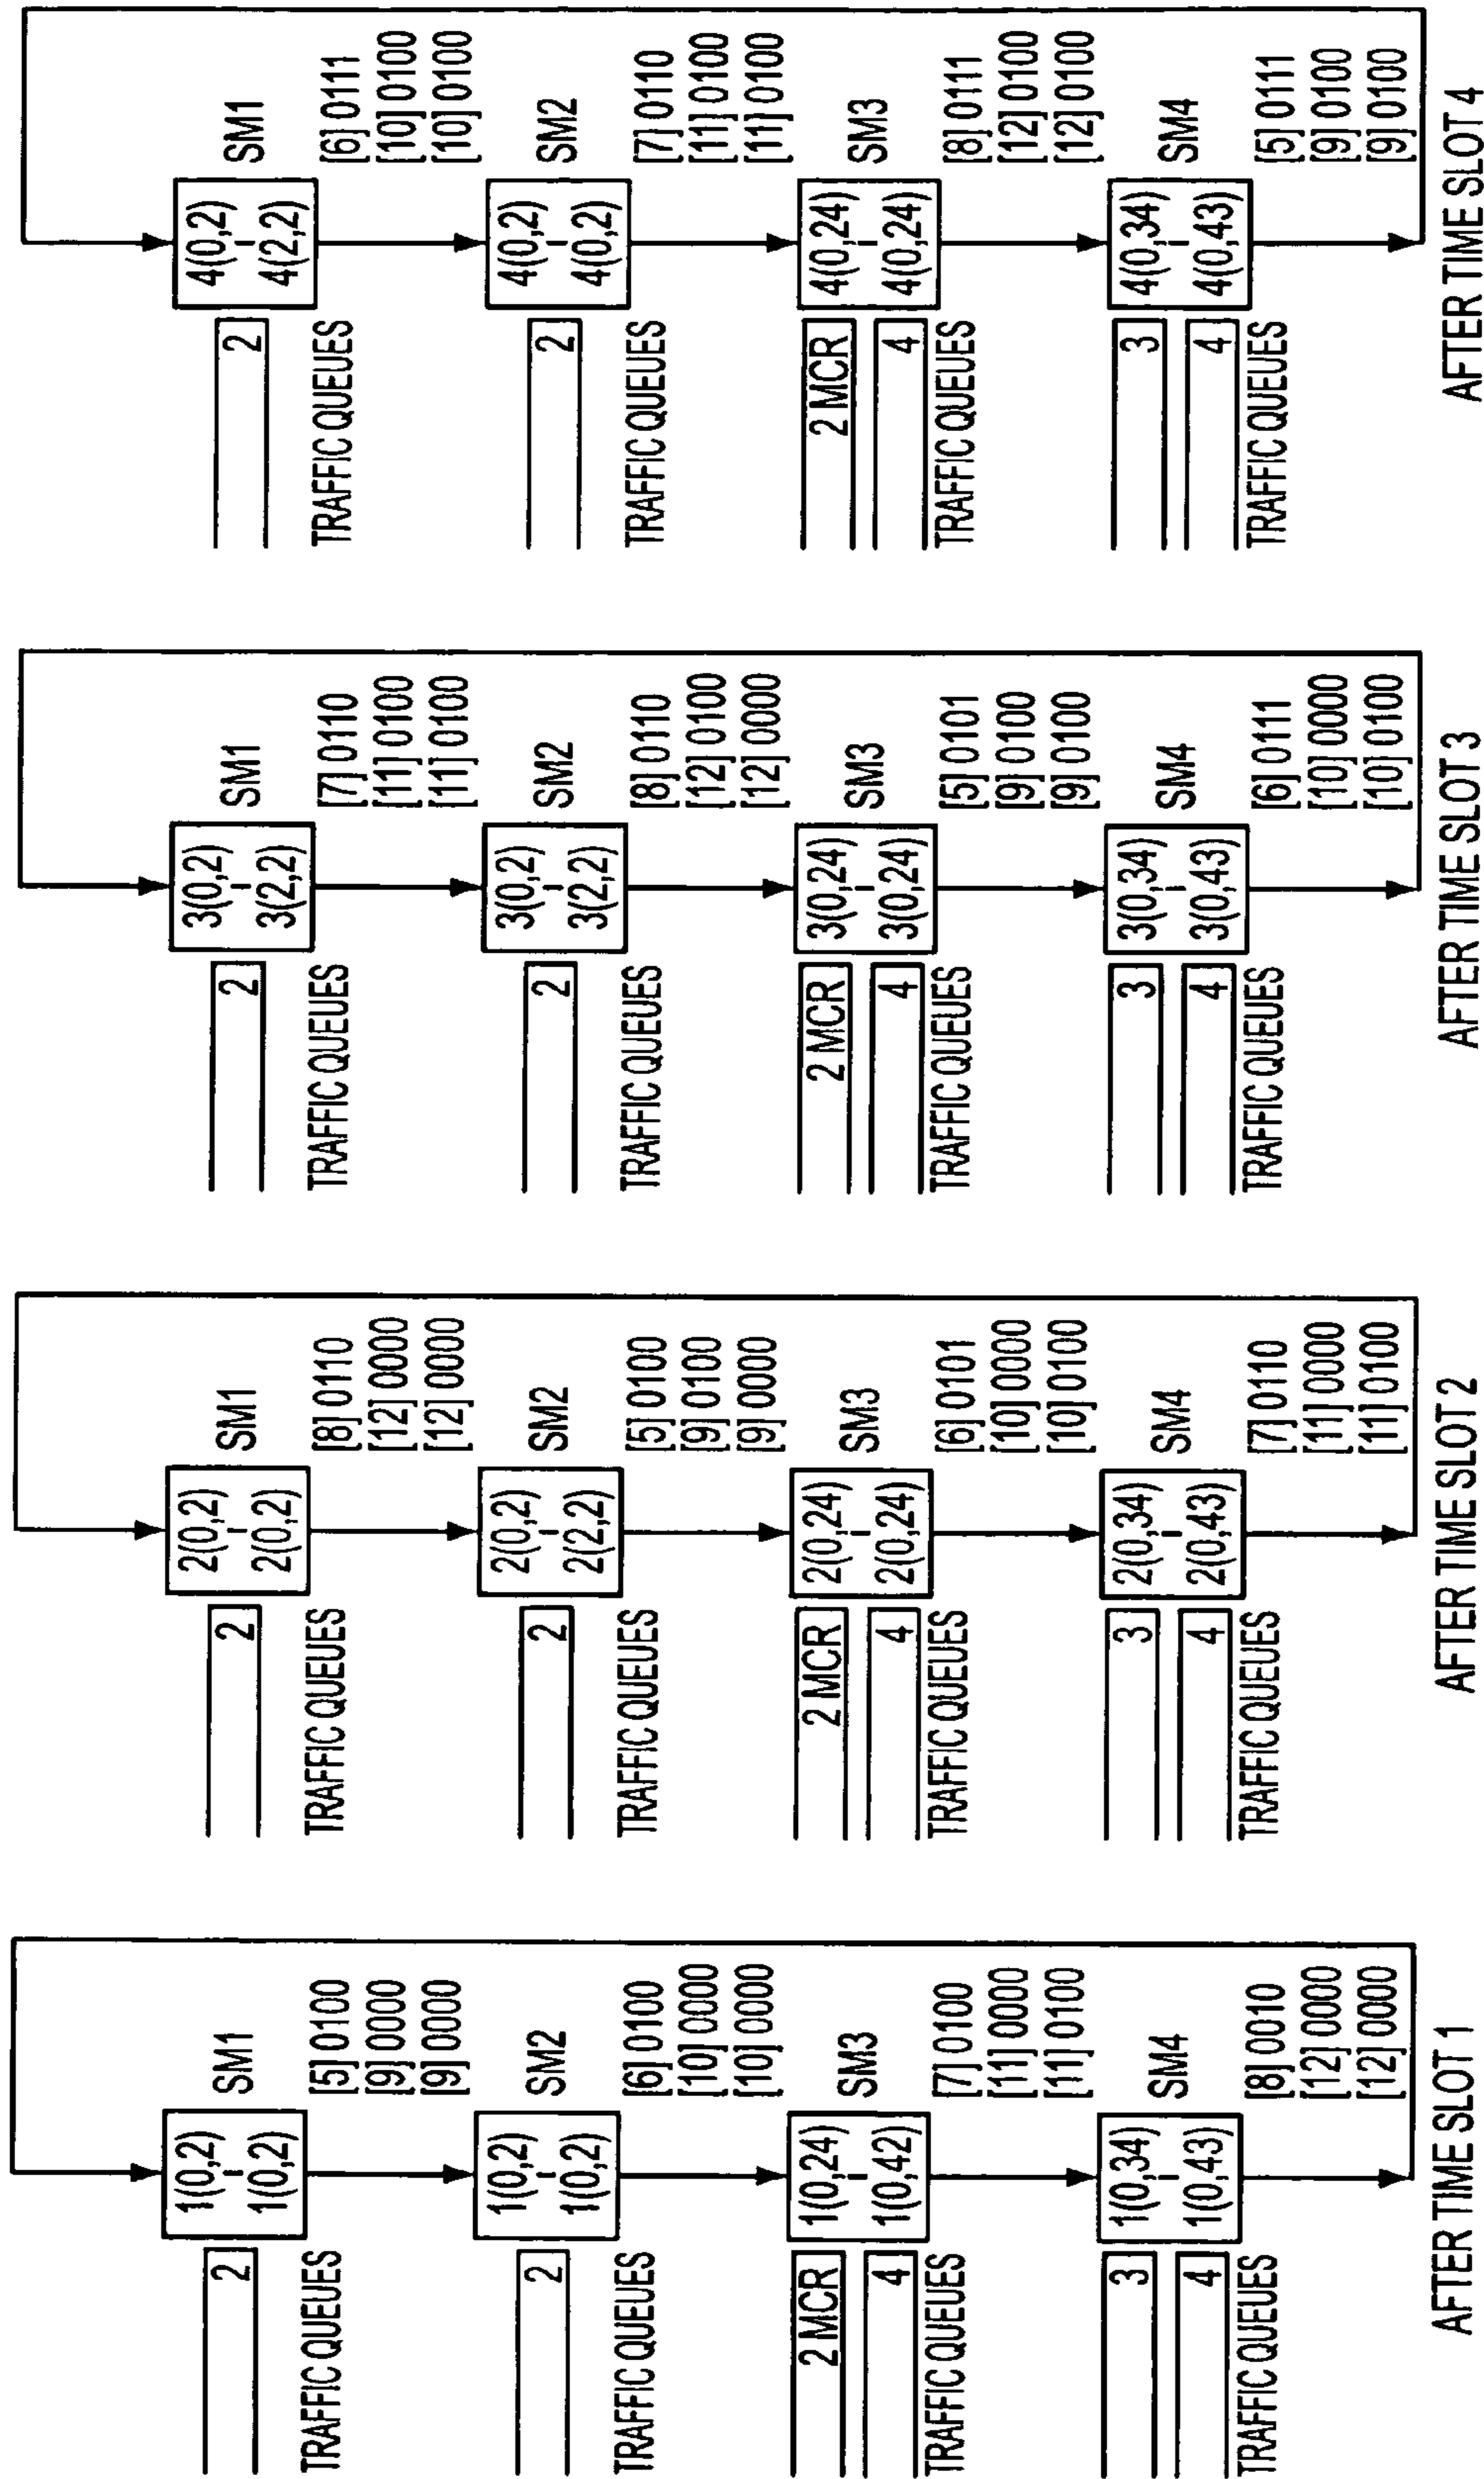 SM1
1(0,2)
-
1(0,2)
2
TRAFFIC QUEUES
[5] 0100
[9] 0000
[9] 0000
SM2
1(0,2)
-
1(0,2)
2
TRAFFIC QUEUES
[6] 0100
[10] 0000
[10] 0000
SM3
1(0,24)
-
1(0,42)
2 MCR
4
TRAFFIC QUEUES
[7] 0100
[11] 0000
[11] 0100
SM4
1(0,34)
-
1(0,43)
3
4
TRAFFIC QUEUES
[8] 0010
[12] 0000
[12] 0000
AFTER TIME SLOT 1
SM1
2(0,2)
-
2(0,2)
2
TRAFFIC QUEUES
[8] 0110
[12] 0000
[12] 0000
SM2
2(0,2)
-
2(2,2)
2
TRAFFIC QUEUES
[5] 0100
[9] 0100
[9] 0000
SM3
2(0,24)
-
2(0,24)
2 MCR
4
TRAFFIC QUEUES
[6] 0101
[10] 0000
[10] 0100
SM4
2(0,34)
-
2(0,43)
3
4
TRAFFIC QUEUES
[7] 0110
[11] 0000
[11] 0100
AFTER TIME SLOT 2
SM1
3(0,2)
-
3(2,2)
2
TRAFFIC QUEUES
[7] 0110
[11] 0100
[11] 0100
SM2
3(0,2)
-
3(2,2)
2
TRAFFIC QUEUES
[8] 0110
[12] 0100
[12] 0000
SM3
3(0,24)
-
3(0,24)
2 MCR
4
TRAFFIC QUEUES
[5] 0101
[9] 0100
[9] 0100
SM4
3(0,34)
-
3(0,43)
3
4
TRAFFIC QUEUES
[6] 0111
[10] 0000
[10] 0100
AFTER TIME SLOT 3
SM1
4(0,2)
-
4(2,2)
2
TRAFFIC QUEUES
[6] 0111
[10] 0100
[10] 0100
SM2
4(0,2)
-
4(0,2)
2
TRAFFIC QUEUES
[7] 0110
[11] 0100
[11] 0100
SM3
4(0,24)
-
4(0,24)
2 MCR
4
TRAFFIC QUEUES
[8] 0111
[12] 0100
[12] 0100
SM4
4(0,34)
-
4(0,43)
3
4
TRAFFIC QUEUES
[5] 0111
[9] 0100
[9] 0100
AFTER TIME SLOT 4